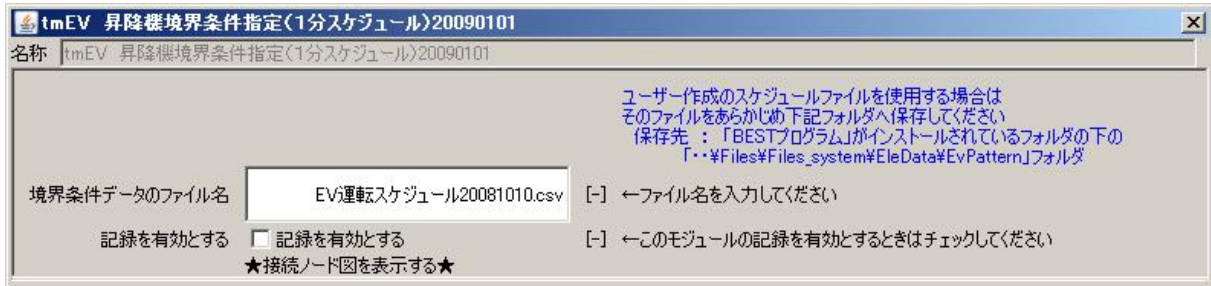 tmEV 昇降機境界条件指定(1分スケジュール)20090101
名称 tmEV 昇降機境界条件指定(1分スケジュール)20090101
ユーザー作成のスケジュールファイルを使用する場合は
そのファイルをあらかじめ下記フォルダへ保存してください
保存先 : 「BESTプログラム」がインストールされているフォルダの下の
「・・¥Files¥Files_system¥EleData¥EvPattern」フォルダ
境界条件データのファイル名 EV運転スケジュール20081010.csv [-] ←ファイル名を入力してください
記録を有効とする 記録を有効とする [-] ←このモジュールの記録を有効とするときはチェックしてください
★接続ノード図を表示する★